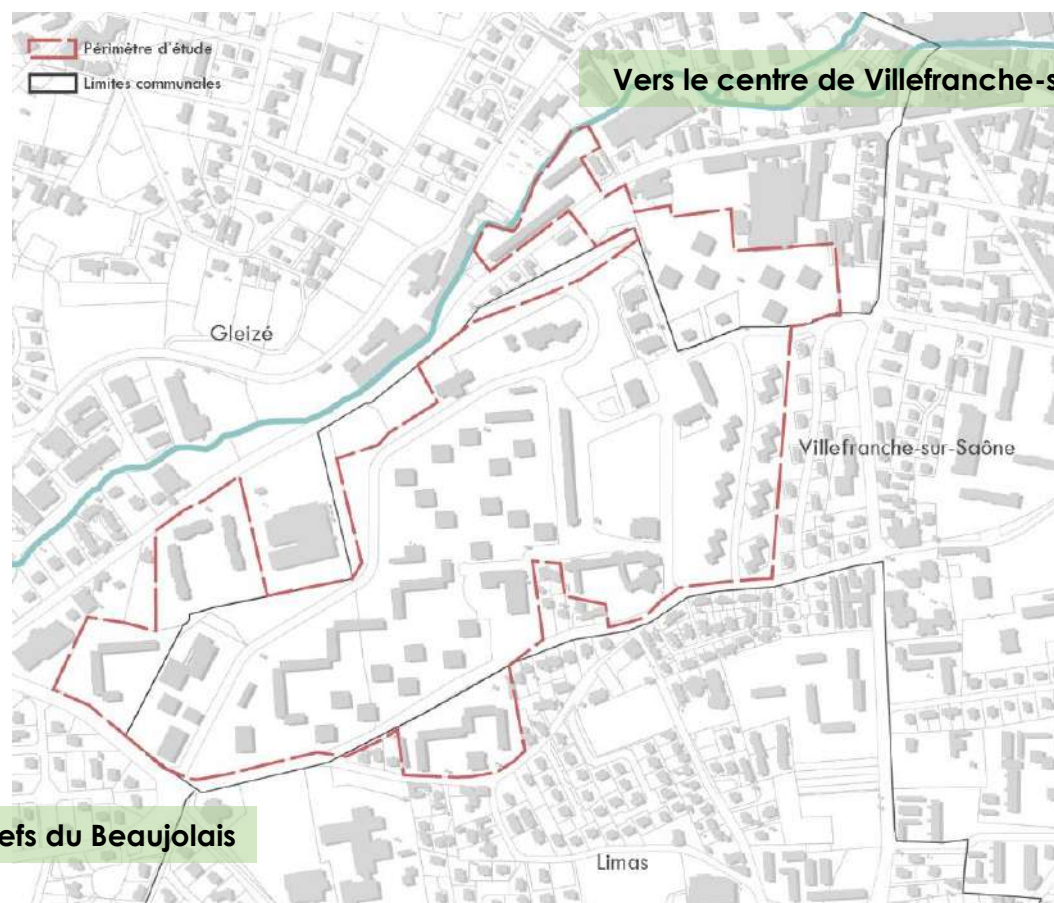 Périmètre d'étude
Limites communales
Vers le centre de Villefranche-s
Gleizé
Villefranche-sur-Saône
efs du Beaujolais
Limas